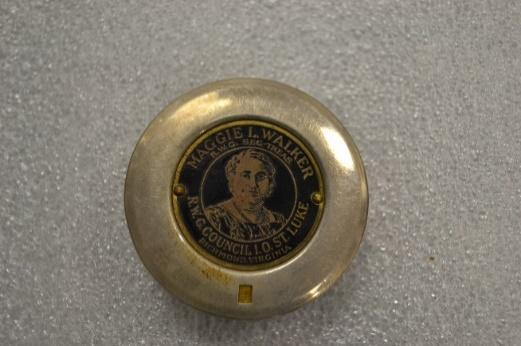 MAGGIE L. WALKER
R.W.G. SEC-TREAS.
R.W.G. COUNCIL I.O. ST. LUKE
RICHMOND, VIRGINIA